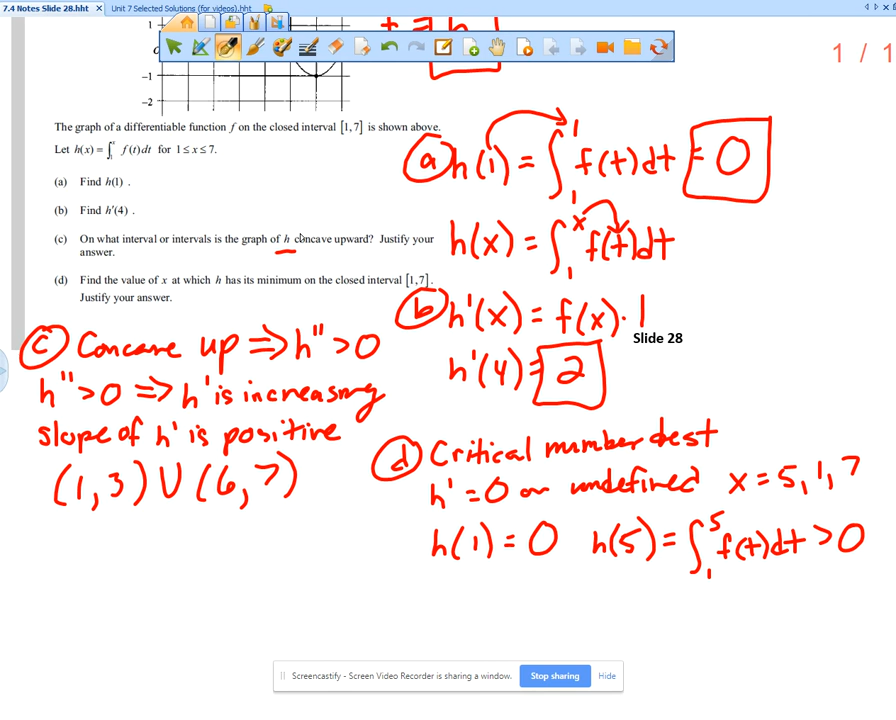 7.4 Notes Slide 28.hht
Unit 7 Selected Solutions (for videos).hht
1 / 1
1
0
−1
−2
The graph of a differentiable function f on the closed interval [1,7] is shown above.
Let h(x) = ∫₁ˣ f(t)dt for 1 ≤ x ≤ 7.
(a) Find h(1) .
(b) Find h′(4) .
(c) On what interval or intervals is the graph of h concave upward? Justify your
answer.
(d) Find the value of x at which h has its minimum on the closed interval [1,7].
Justify your answer.
ⓐ h(1) = ∫₁¹ f(t)dt = 0
h(x) = ∫₁ˣ f(t)dt
ⓑ h'(x) = f(x)·1
Slide 28
h'(4) = 2
ⓒ Concave up ⇒ h" > 0
h" > 0 ⇒ h' is increasing
slope of h' is positive
(1,3) U (6,7)
ⓓ Critical number test
h' = 0 or undefined x = 5, 1, 7
h(1) = 0 h(5) = ∫₁⁵ f(t)dt > 0
Screencastify - Screen Video Recorder is sharing a window.
Stop sharing
Hide